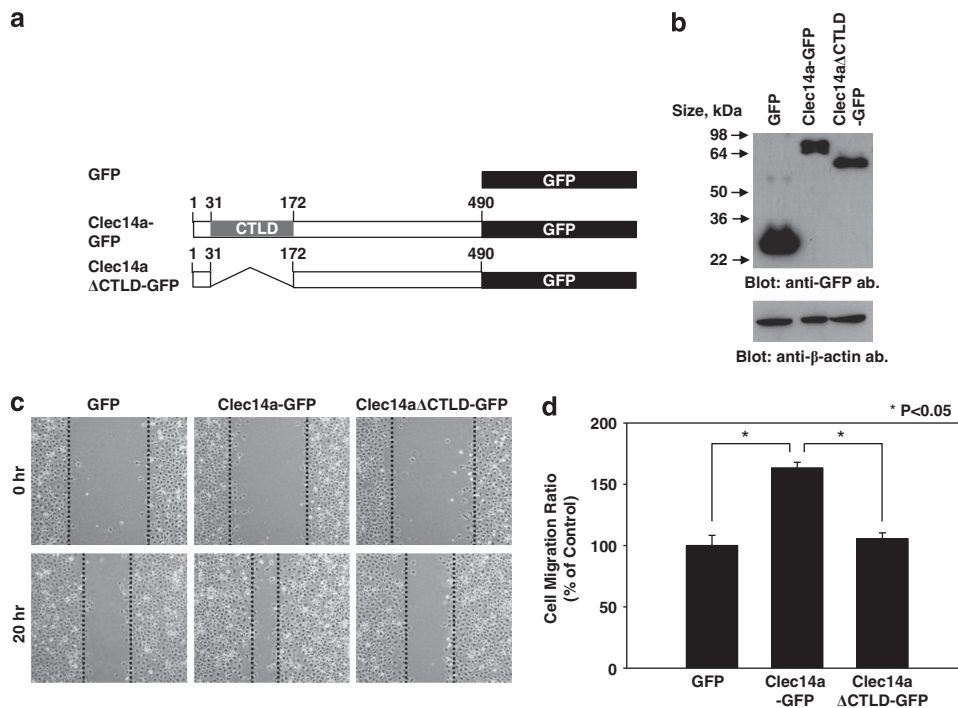 a
GFP
GFP
1 31 172 490
Clec14a-
GFP
CTLD
GFP
1 31 172 490
Clec14a
ΔCTLD-GFP
GFP
b
GFP
Clec14a-GFP
Clec14aΔCTLD
-GFP
Size, kDa
98
64
50
36
22
Blot: anti-GFP ab.
Blot: anti-β-actin ab.
c
GFP Clec14a-GFP Clec14aΔCTLD-GFP
0 hr
20 hr
d
* P<0.05
* *
200
150
100
50
0
Cell Migration Ratio
(% of Control)
GFP
Clec14a
-GFP
Clec14a
ΔCTLD-GFP